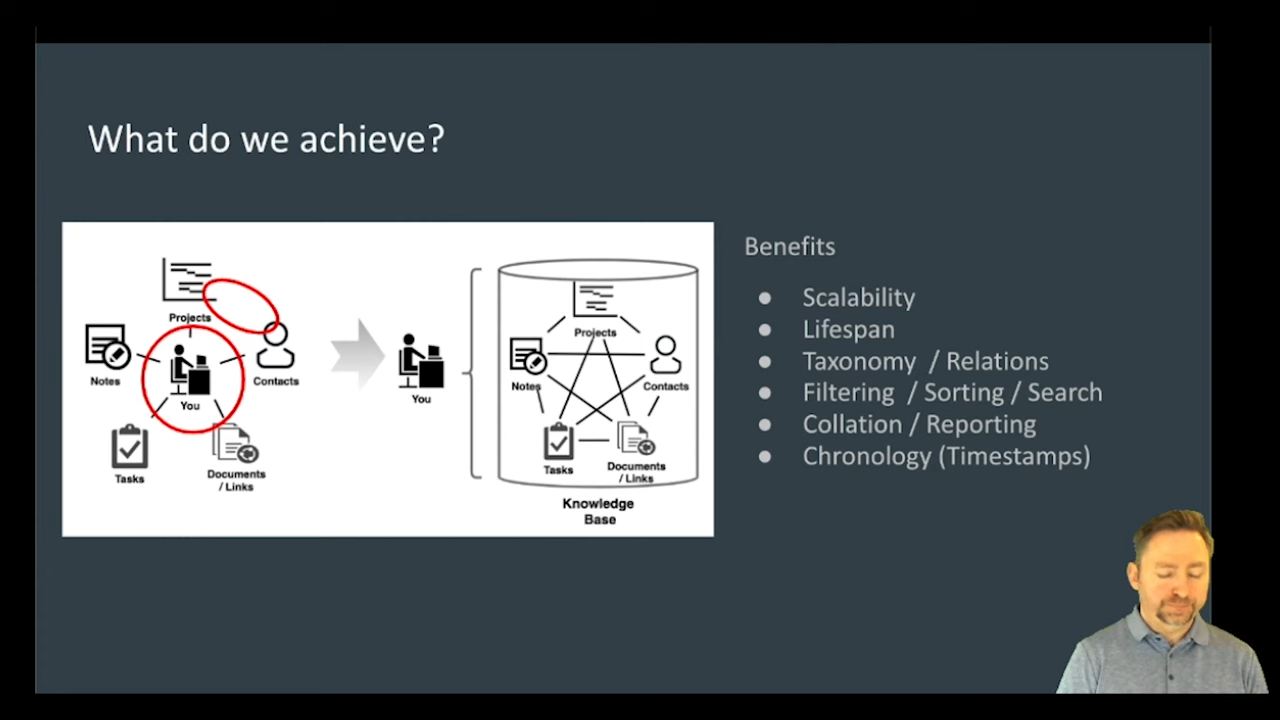 What do we achieve?
Projects
Notes
Contacts
You
Tasks
Documents
/ Links
You
Projects
Notes
Contacts
Tasks
Documents
/ Links
Knowledge
Base
Benefits
● Scalability
● Lifespan
● Taxonomy / Relations
● Filtering / Sorting / Search
● Collation / Reporting
● Chronology (Timestamps)